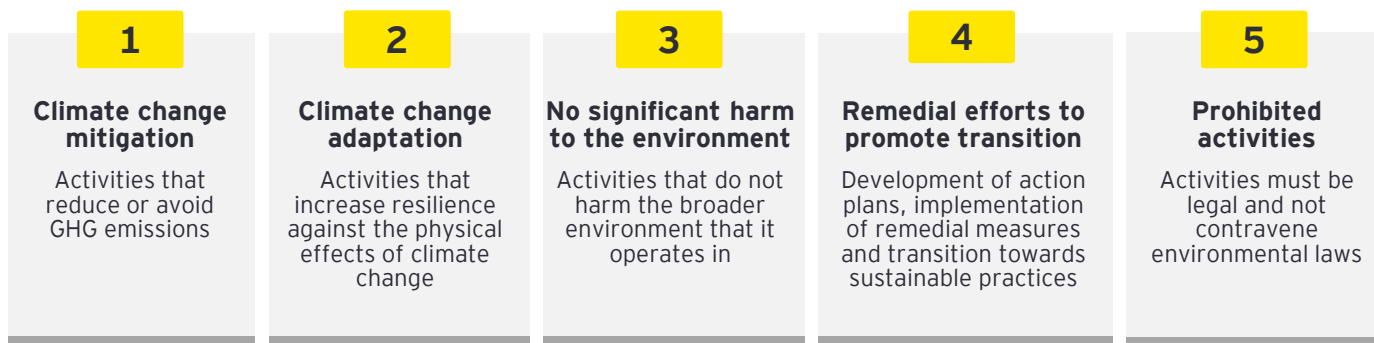 1
Climate change
mitigation
Activities that
reduce or avoid
GHG emissions
2
Climate change
adaptation
Activities that
increase resilience
against the physical
effects of climate
change
3
No significant harm
to the environment
Activities that do not
harm the broader
environment that it
operates in
4
Remedial efforts to
promote transition
Development of action
plans, implementation
of remedial measures
and transition towards
sustainable practices
5
Prohibited
activities
Activities must be
legal and not
contravene
environmental laws